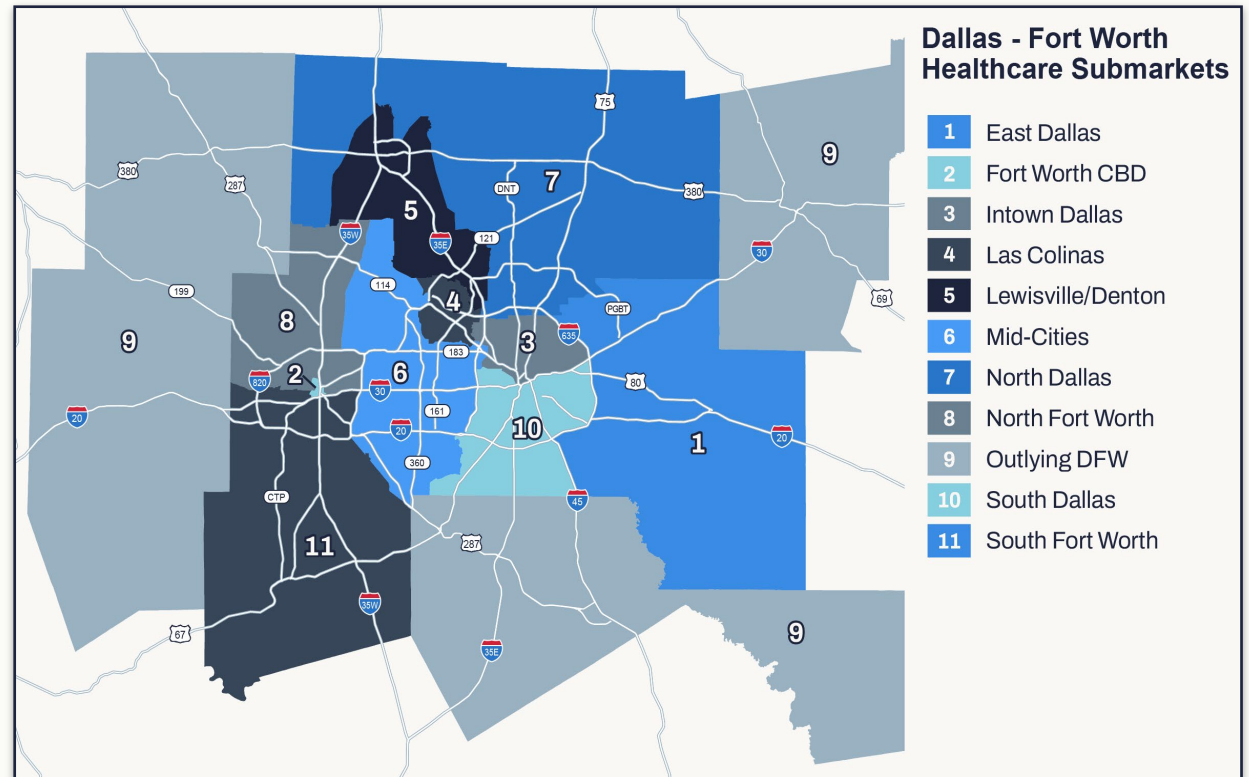 Dallas - Fort Worth
Healthcare Submarkets
1 East Dallas
2 Fort Worth CBD
3 Intown Dallas
4 Las Colinas
5 Lewisville/Denton
6 Mid-Cities
7 North Dallas
8 North Fort Worth
9 Outlying DFW
10 South Dallas
11 South Fort Worth
75
9
380
287
DNT
7
380
5
35W
35E
121
30
114
199
4
69
PGBT
8
3
635
9
183
2
6
820
30
80
20
161
20
10
1
20
360
CTP
45
11
287
35W
67
9
35E